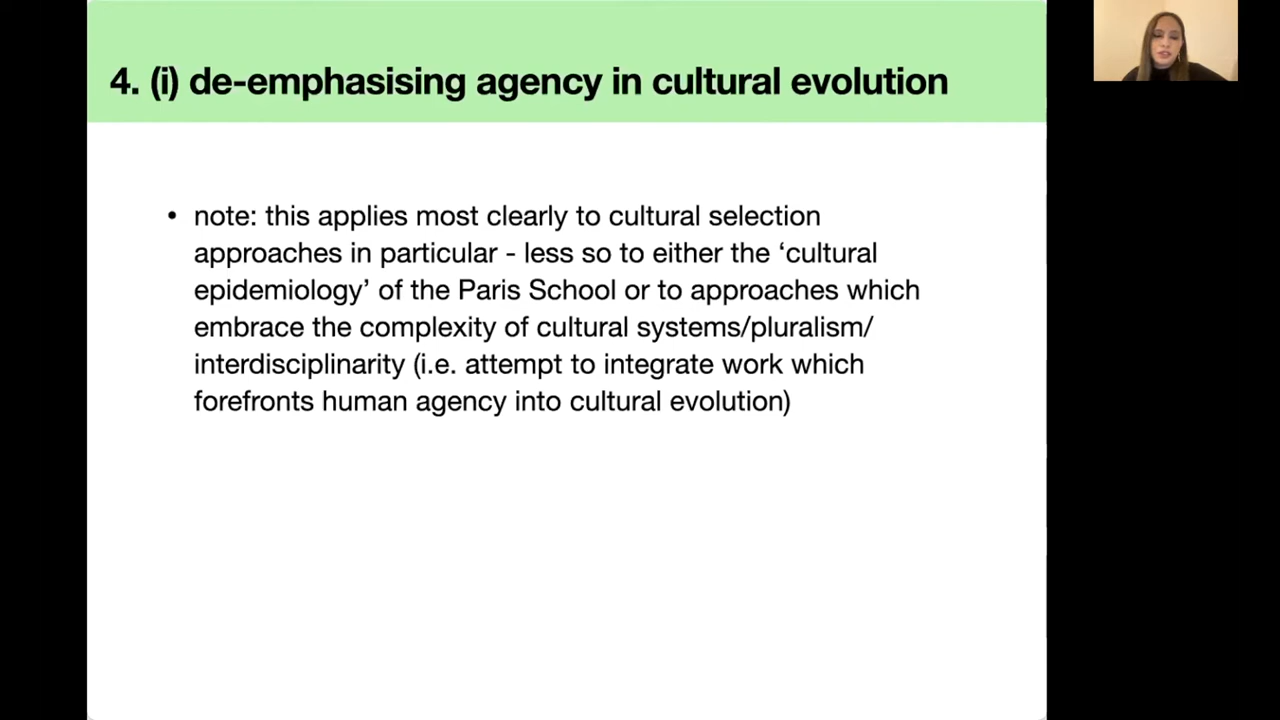 4. (i) de-emphasising agency in cultural evolution
• note: this applies most clearly to cultural selection
approaches in particular - less so to either the ‘cultural
epidemiology’ of the Paris School or to approaches which
embrace the complexity of cultural systems/pluralism/
interdisciplinarity (i.e. attempt to integrate work which
forefronts human agency into cultural evolution)